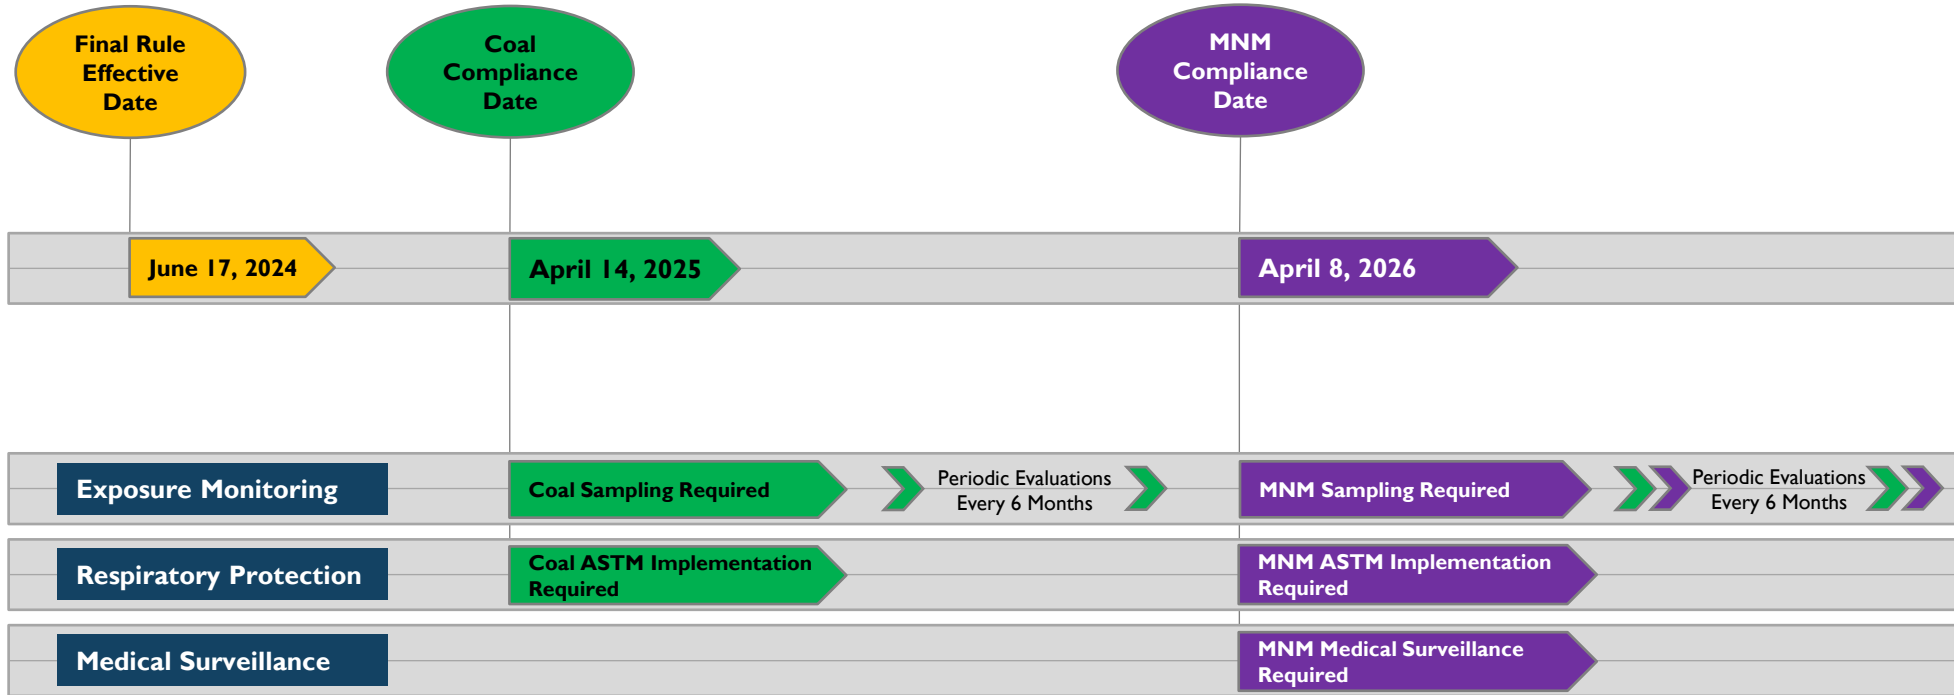 Final Rule
Effective
Date
Coal
Compliance
Date
MNM
Compliance
Date
June 17, 2024
April 14, 2025
April 8, 2026
Exposure Monitoring
Coal Sampling Required
Periodic Evaluations
Every 6 Months
MNM Sampling Required
Periodic Evaluations
Every 6 Months
Respiratory Protection
Coal ASTM Implementation
Required
MNM ASTM Implementation
Required
Medical Surveillance
MNM Medical Surveillance
Required